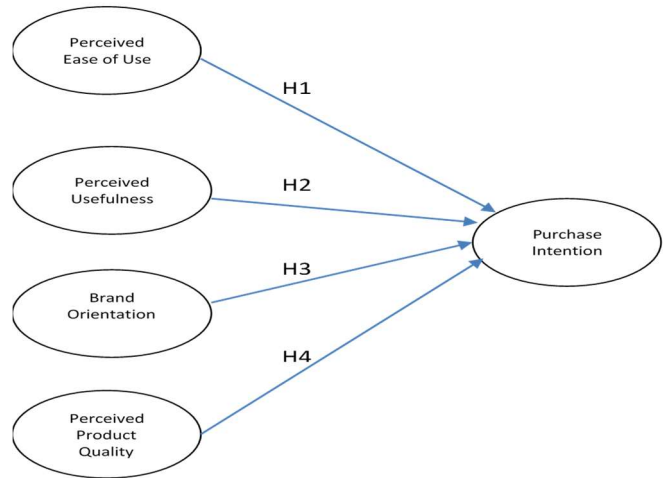 Perceived
Ease of Use
H1
Perceived
Usefulness
H2
Purchase
Intention
H3
Brand
Orientation
H4
Perceived
Product
Quality